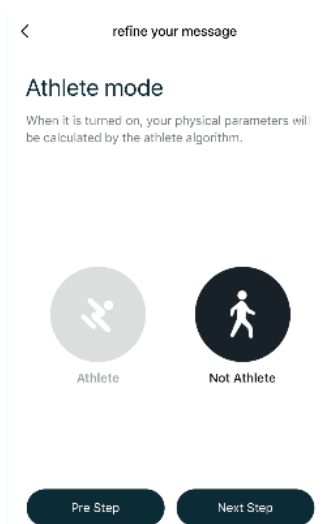 refine your message
Athlete mode
When it is turned on, your physical parameters will
be calculated by the athlete algorithm.
Athlete
Not Athlete
Pre Step
Next Step